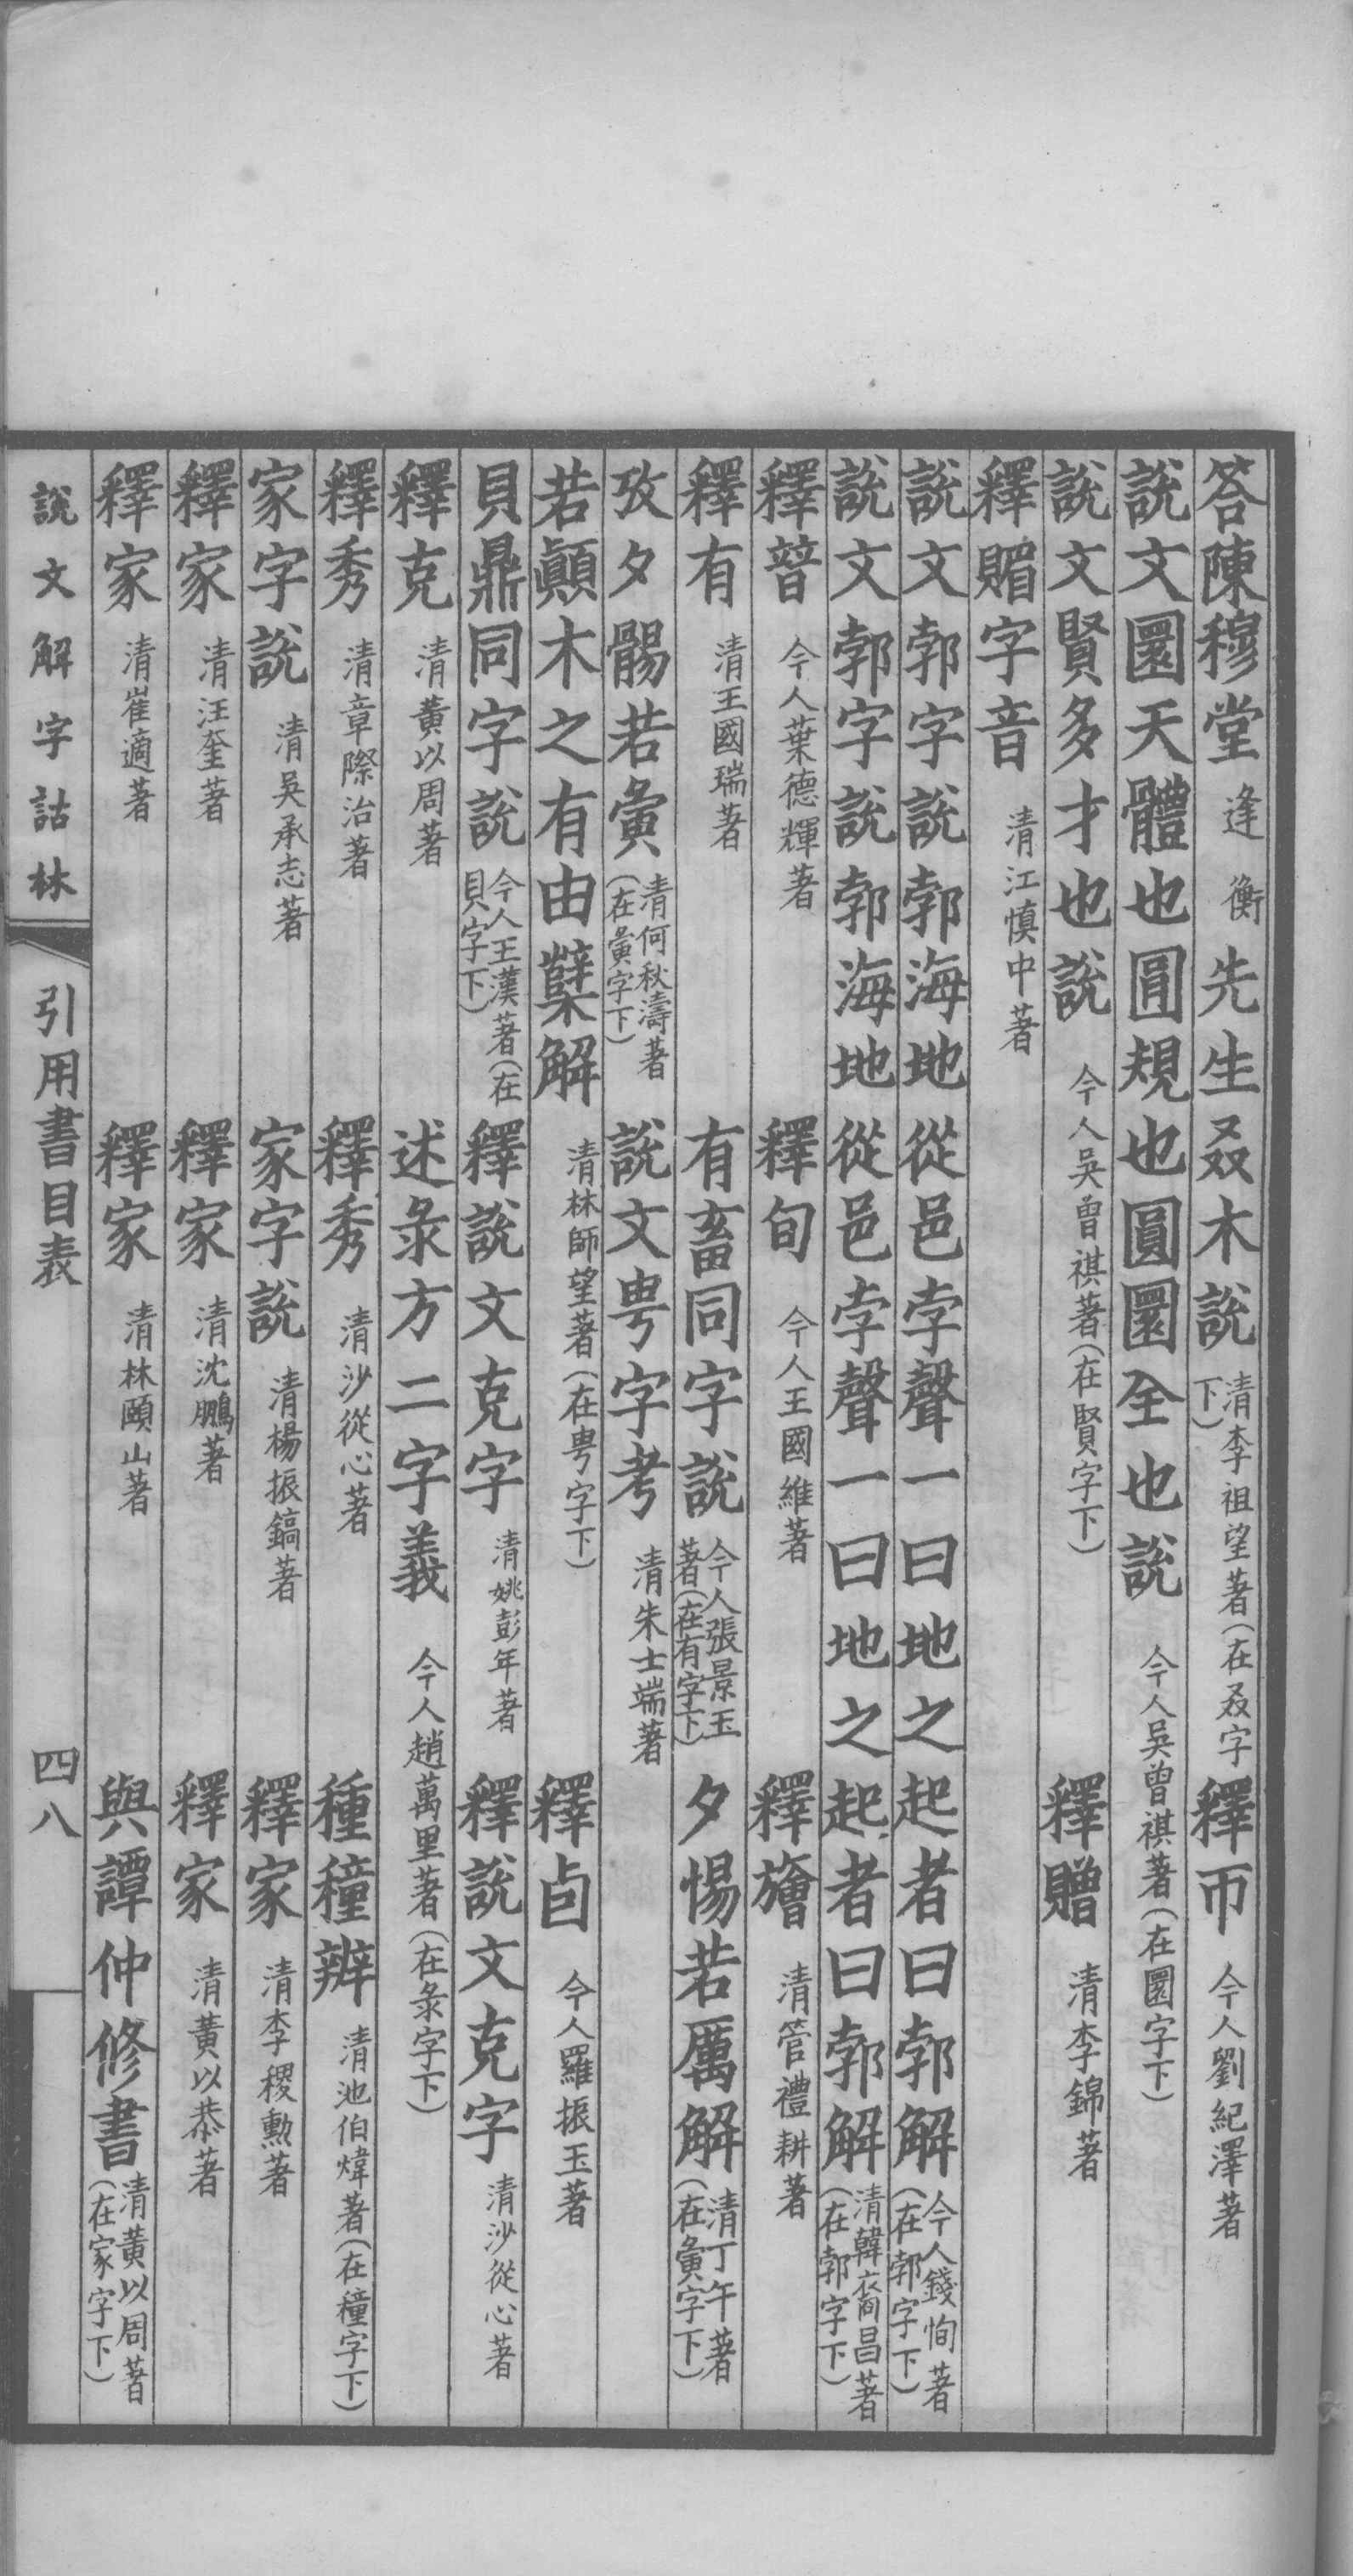 答陳穆堂逢衡先生叒木說清李祖望著(在叒字下)　釋帀今人劉紀澤著
說文圜天體也圓規也圓圜全也說今人吳曾祺著(在圜字下)
說文賢多才也說今人吳曾祺著(在賢字下)　釋贈清李錦著
釋賵字音清江慎中著
說文郭字說郭海地從邑孛聲一曰地之起者曰郭解今人錢恂著(在郭字下)
說文郭字說郭海地從邑孛聲一曰地之起者曰郭解清韓裔昌著(在郭字下)
釋暜今人葉德輝著　釋旬今人王國維著　釋旝清管禮耕著
釋有清王國瑞著　有畜同字說今人張景玉著(在有字下)　夕惕若厲解清丁午著(在夤字下)
攷夕䯜若夤清何秋濤著(在夤字下)　說文甹字考清朱士端著
若顛木之有由櫱解清林師望著(在甹字下)　釋卣今人羅振玉著
貝鼎同字說今人王漢著(在貝字下)　釋說文克字清姚彭年著　釋說文克字清沙從心著
釋克清黃以周著　述彔方二字義今人趙萬里著(在彔字下)
釋秀清章際治著　釋秀清沙從心著　種穜辨清池伯煒著(在穜字下)
家字說清吳承志著　家字說清楊振鎬著　釋家清李稷勳著
釋家清汪奎著　釋家清沈鵬著　釋家清黃以恭著
釋家清崔適著　釋家清林頤山著　與譚仲修書清黃以周著(在家字下)
說文解字詁林　引用書目表　四八